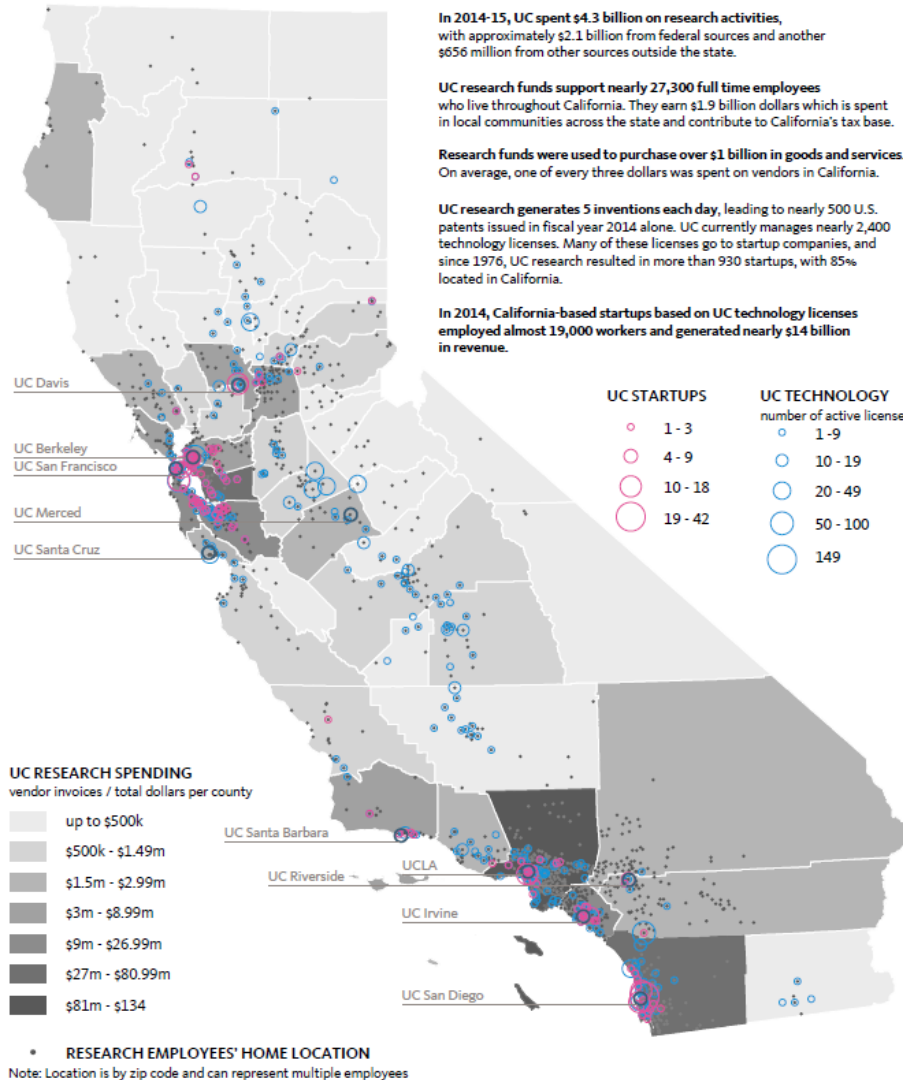 In 2014-15, UC spent $4.3 billion on research activities,
with approximately $2.1 billion from federal sources and another
$656 million from other sources outside the state.
UC research funds support nearly 27,300 full time employees
who live throughout California. They earn $1.9 billion dollars which is spent
in local communities across the state and contribute to California's tax base.
Research funds were used to purchase over $1 billion in goods and services.
On average, one of every three dollars was spent on vendors in California.
UC research generates 5 inventions each day, leading to nearly 500 U.S.
patents issued in fiscal year 2014 alone. UC currently manages nearly 2,400
technology licenses. Many of these licenses go to startup companies, and
since 1976, UC research resulted in more than 930 startups, with 85%
located in California.
In 2014, California-based startups based on UC technology licenses
employed almost 19,000 workers and generated nearly $14 billion
in revenue.
UC STARTUPS
1 - 3
4 - 9
10 - 18
19 - 42
UC TECHNOLOGY
number of active license
1 -9
10 - 19
20 - 49
50 - 100
149
UC Davis
UC Berkeley
UC San Francisco
UC Merced
UC Santa Cruz
UC Santa Barbara
UCLA
UC Riverside
UC Irvine
UC San Diego
UC RESEARCH SPENDING
vendor invoices / total dollars per county
up to $500k
$500k - $1.49m
$1.5m - $2.99m
$3m - $8.99m
$9m - $26.99m
$27m - $80.99m
$81m - $134
• RESEARCH EMPLOYEES' HOME LOCATION
Note: Location is by zip code and can represent multiple employees